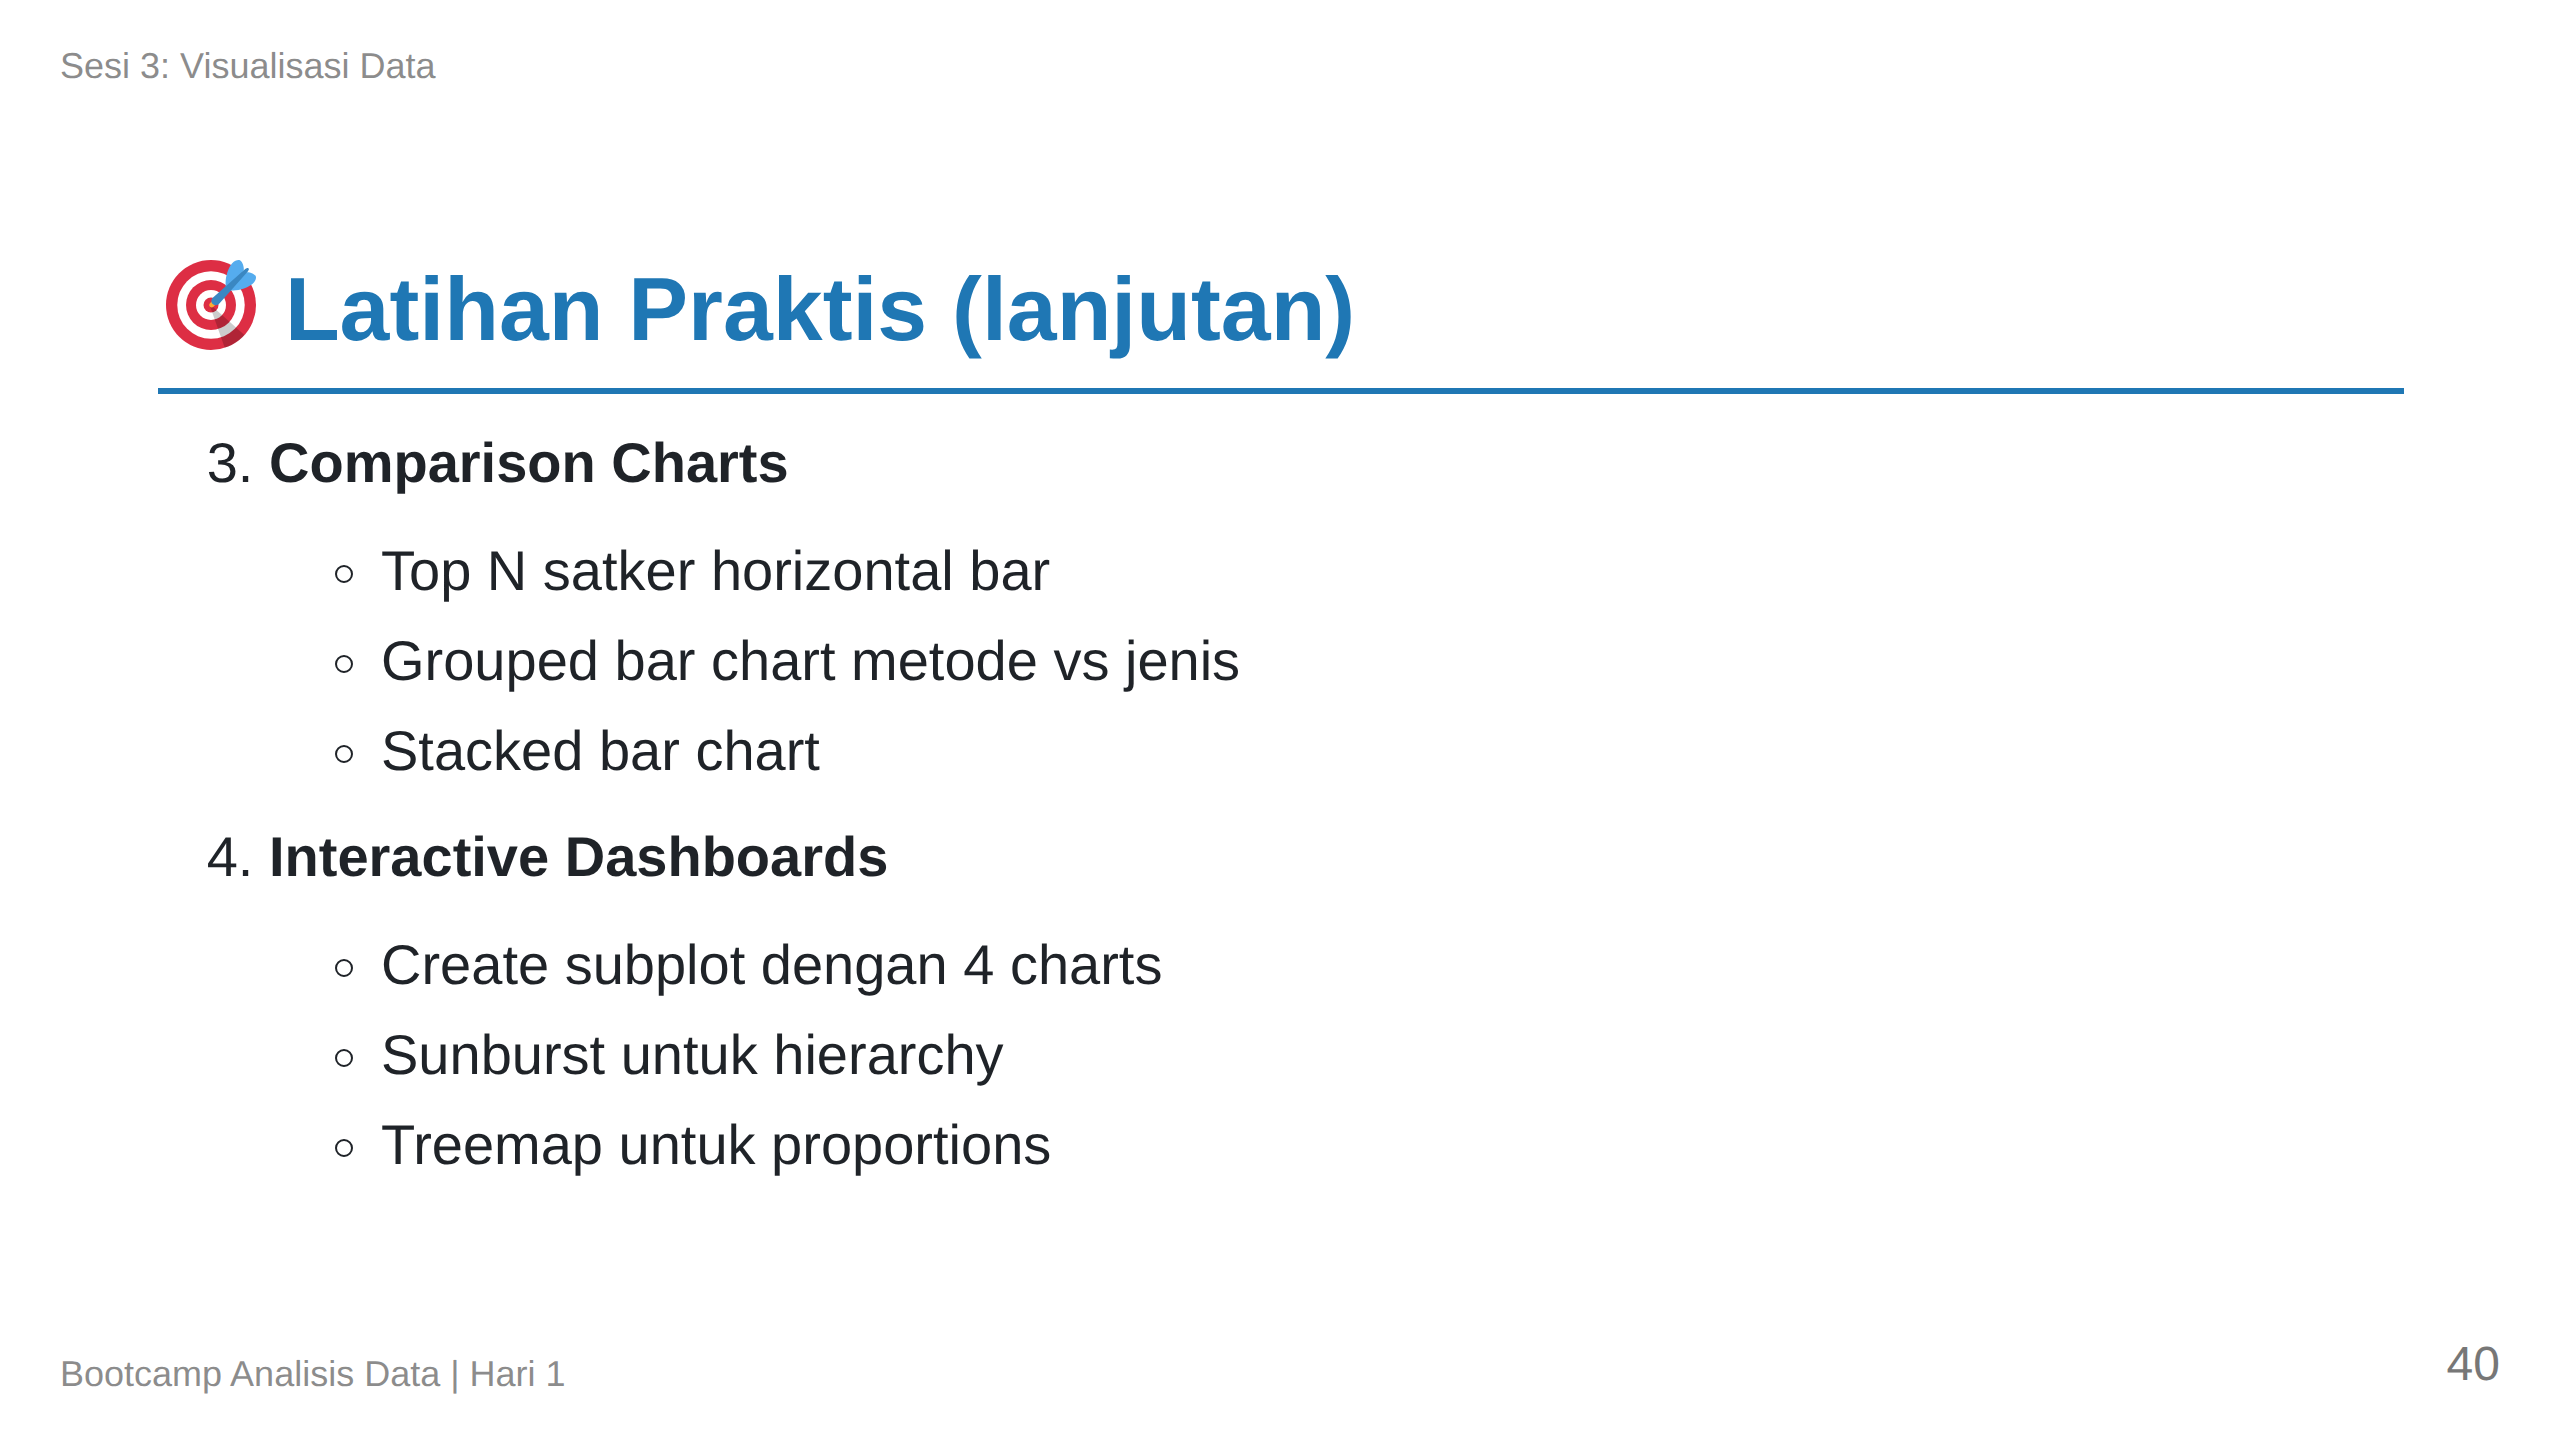 Sesi 3: Visualisasi Data
🎯 Latihan Praktis (lanjutan)
3. Comparison Charts
○ Top N satker horizontal bar
○ Grouped bar chart metode vs jenis
○ Stacked bar chart
4. Interactive Dashboards
○ Create subplot dengan 4 charts
○ Sunburst untuk hierarchy
○ Treemap untuk proportions
Bootcamp Analisis Data | Hari 1
40